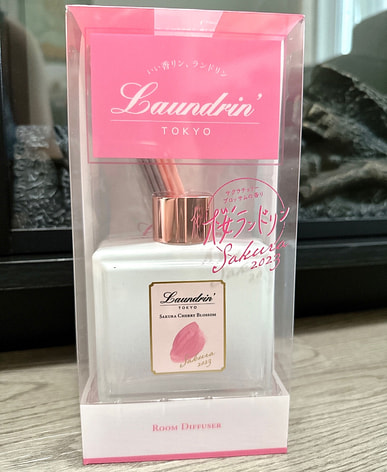 いい香リン。ランドリン
Laundrin'
TOKYO
桜ランドリン
Sakura
2023
Laundrin'
TOKYO
SAKURA CHERRY BLOSSOM
Sakura
2023
ROOM DIFFUSER